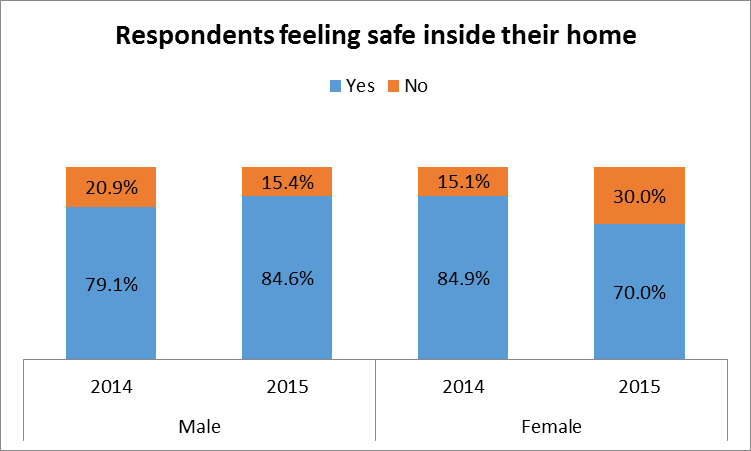 Respondents feeling safe inside their home
Yes No
20.9% 15.4% 15.1% 30.0%
79.1% 84.6% 84.9% 70.0%
2014 2015 2014 2015
Male Female